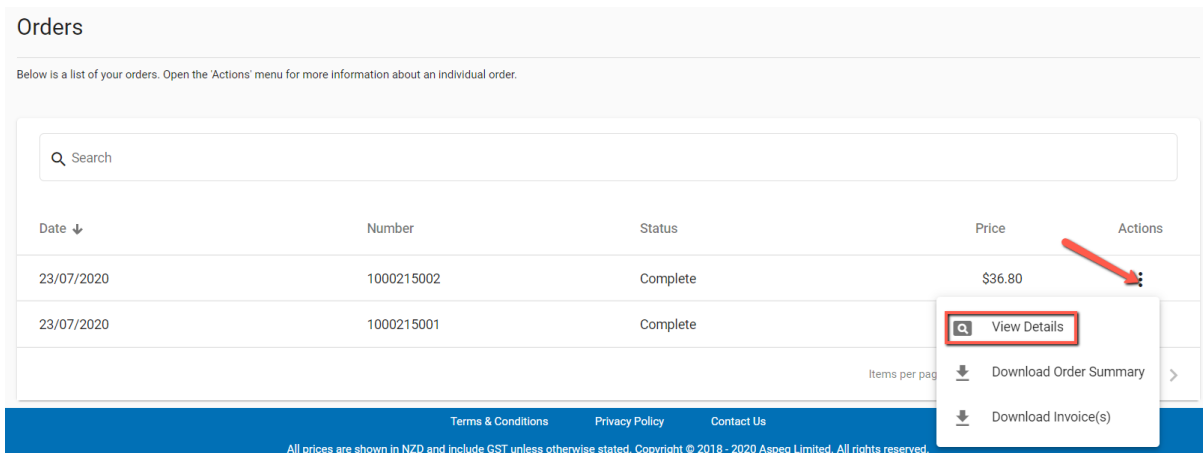 Orders
Below is a list of your orders. Open the 'Actions' menu for more information about an individual order.
Search
Date Number Status Price Actions
23/07/2020 1000215002 Complete $36.80
23/07/2020 1000215001 Complete
View Details
Items per
Download Order Summary
Download Invoice(s)
Terms & Conditions Privacy Policy Contact Us
All prices are shown in NZD and include GST unless otherwise stated. Copyright © 2018 - 2020 Aspeq Limited. All rights reserved.